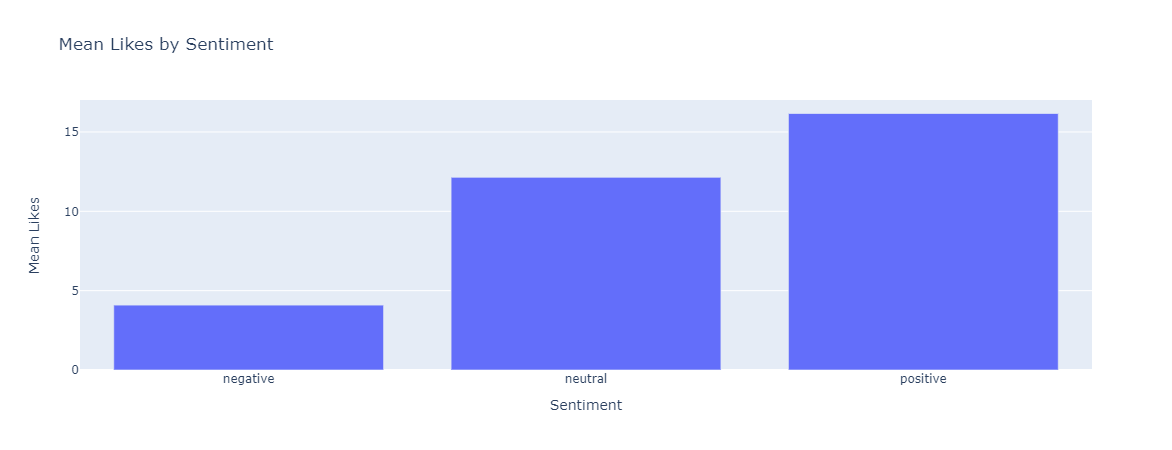 Mean Likes by Sentiment
Mean Likes
15
10
5
0
negative
neutral
positive
Sentiment